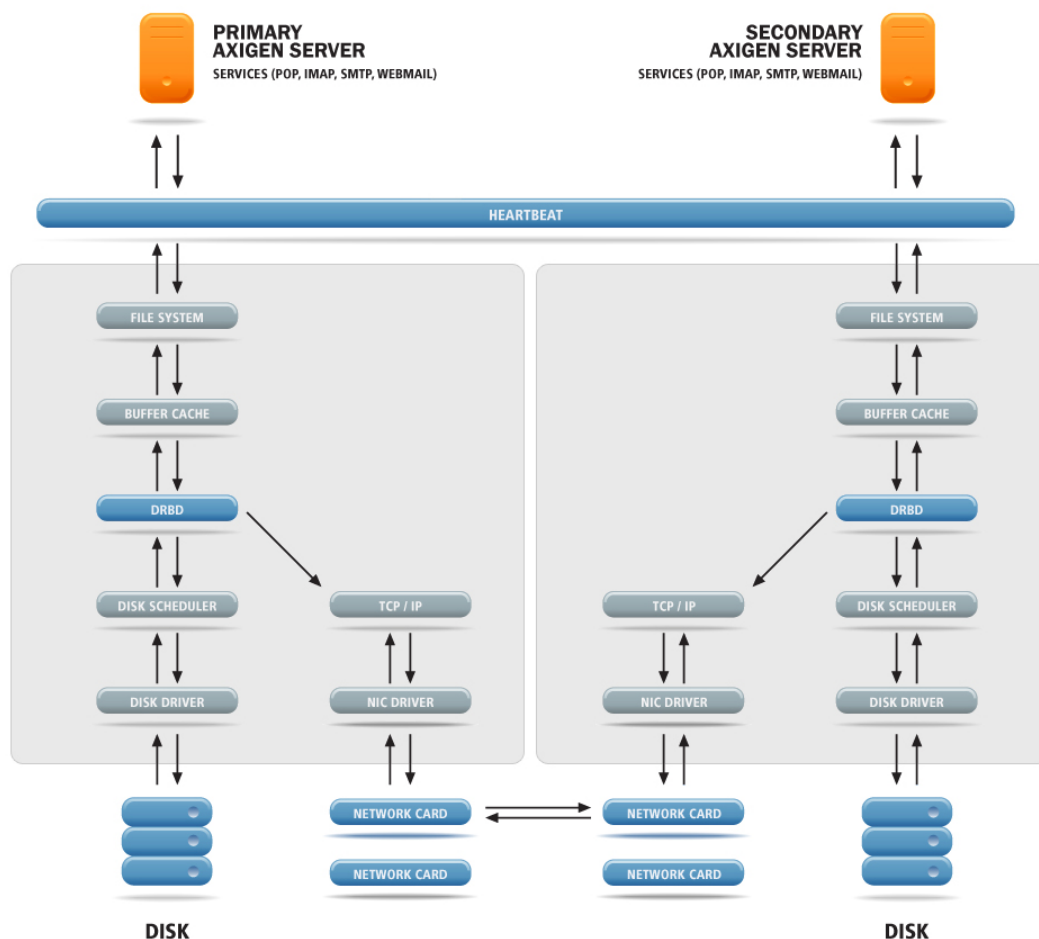 PRIMARY
AXIGEN SERVER
SERVICES (POP, IMAP, SMTP, WEBMAIL)
SECONDARY
AXIGEN SERVER
SERVICES (POP, IMAP, SMTP, WEBMAIL)
HEARTBEAT
FILE SYSTEM
FILE SYSTEM
BUFFER CACHE
BUFFER CACHE
DRBD
DRBD
DISK SCHEDULER
TCP / IP
TCP / IP
DISK SCHEDULER
DISK DRIVER
NIC DRIVER
NIC DRIVER
DISK DRIVER
NETWORK CARD
NETWORK CARD
NETWORK CARD
NETWORK CARD
DISK
DISK